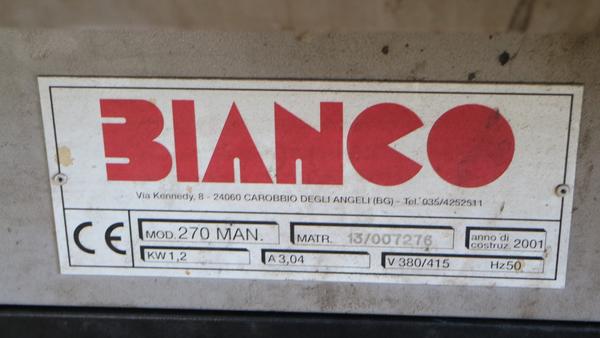 BIANCO
Via Kennedy, 8 - 24060 CAROBBIO DEGLI ANGELI (BG) - Tel. 035/4252511
CE
MOD. 270 MAN. MATR. 13/007276 anno di costruz. 2001
KW 1,2 A 3,04 V 380/415 Hz 50